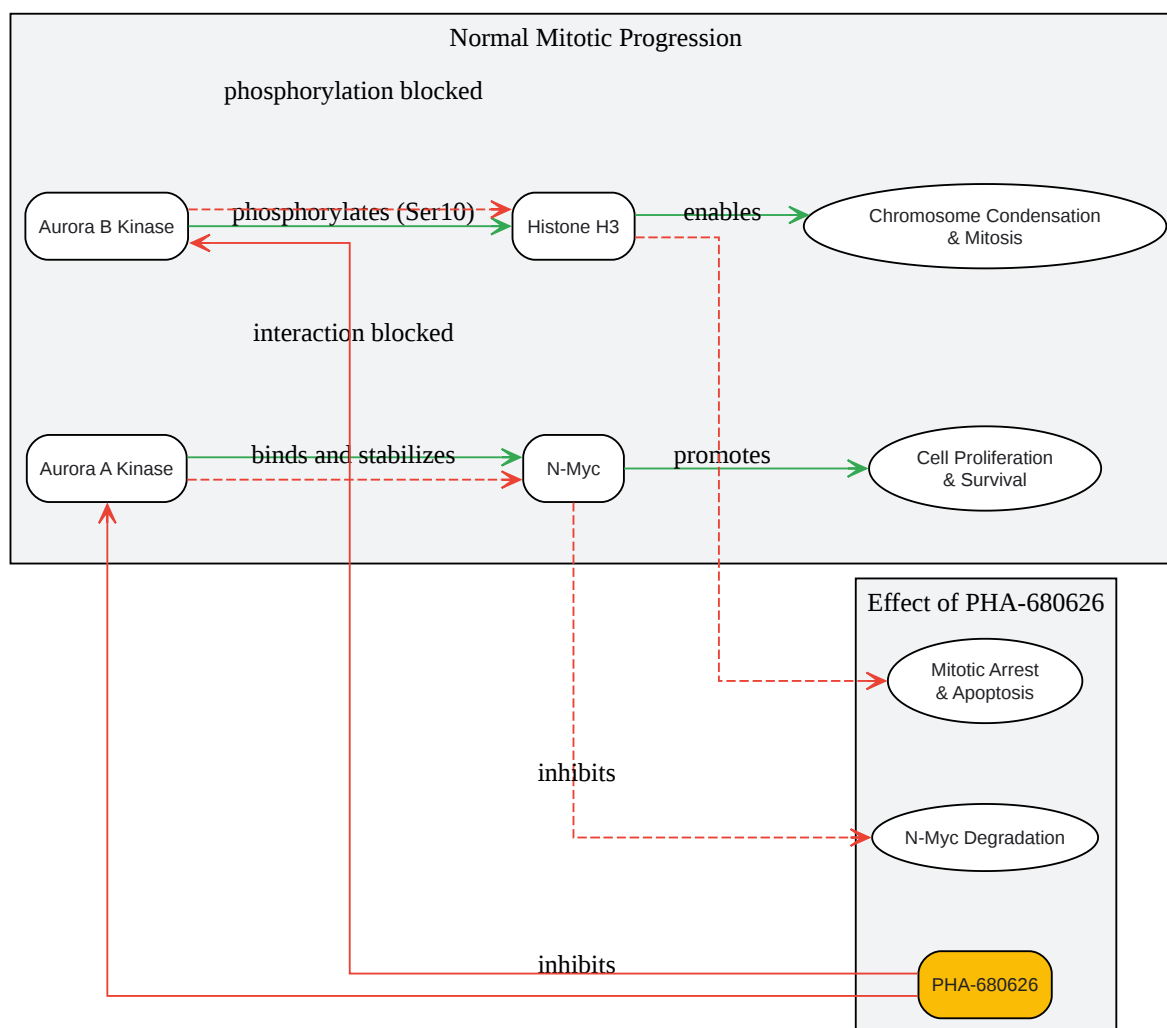 Normal Mitotic Progression
phosphorylation blocked
Aurora B Kinase
phosphorylates (Ser10)
Histone H3
enables
Chromosome Condensation
& Mitosis
interaction blocked
Aurora A Kinase
binds and stabilizes
N-Myc
promotes
Cell Proliferation
& Survival
Effect of PHA-680626
Mitotic Arrest
& Apoptosis
inhibits
N-Myc Degradation
inhibits
PHA-680626